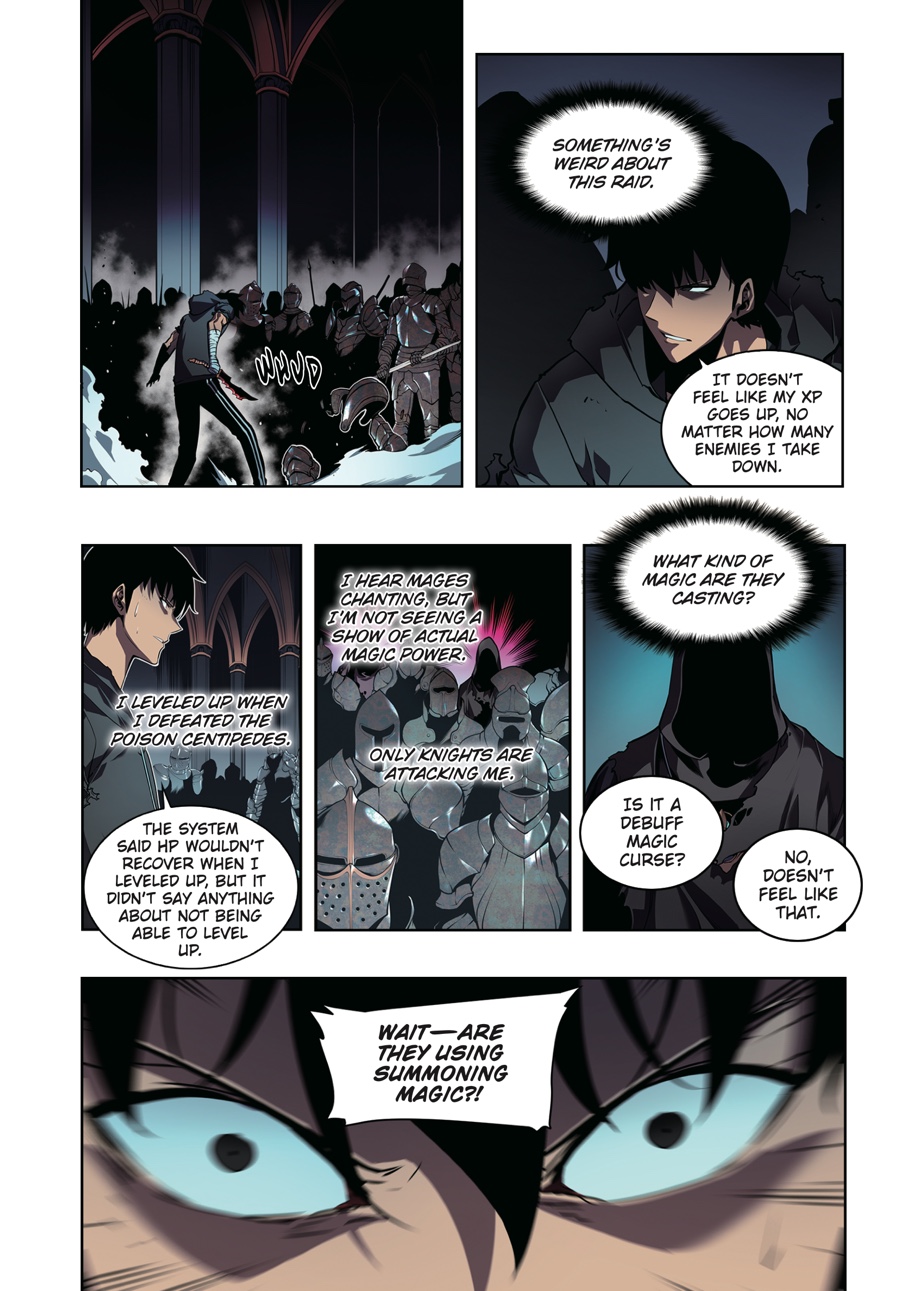 WHUD
SOMETHING'S
WEIRD ABOUT
THIS RAID.
IT DOESN'T
FEEL LIKE MY XP
GOES UP, NO
MATTER HOW MANY
ENEMIES I TAKE
DOWN.
I LEVELED UP WHEN
I DEFEATED THE
POISON CENTIPEDES.
THE SYSTEM
SAID HP WOULDN'T
RECOVER WHEN I
LEVELED UP, BUT IT
DIDN'T SAY ANYTHING
ABOUT NOT BEING
ABLE TO LEVEL
UP.
I HEAR MAGES
CHANTING, BUT
I'M NOT SEEING A
SHOW OF ACTUAL
MAGIC POWER.
ONLY KNIGHTS ARE
ATTACKING ME.
WHAT KIND OF
MAGIC ARE THEY
CASTING?
IS IT A
DEBUFF
MAGIC
CURSE?
NO,
DOESN'T
FEEL LIKE
THAT.
WAIT—ARE
THEY USING
SUMMONING
MAGIC?!